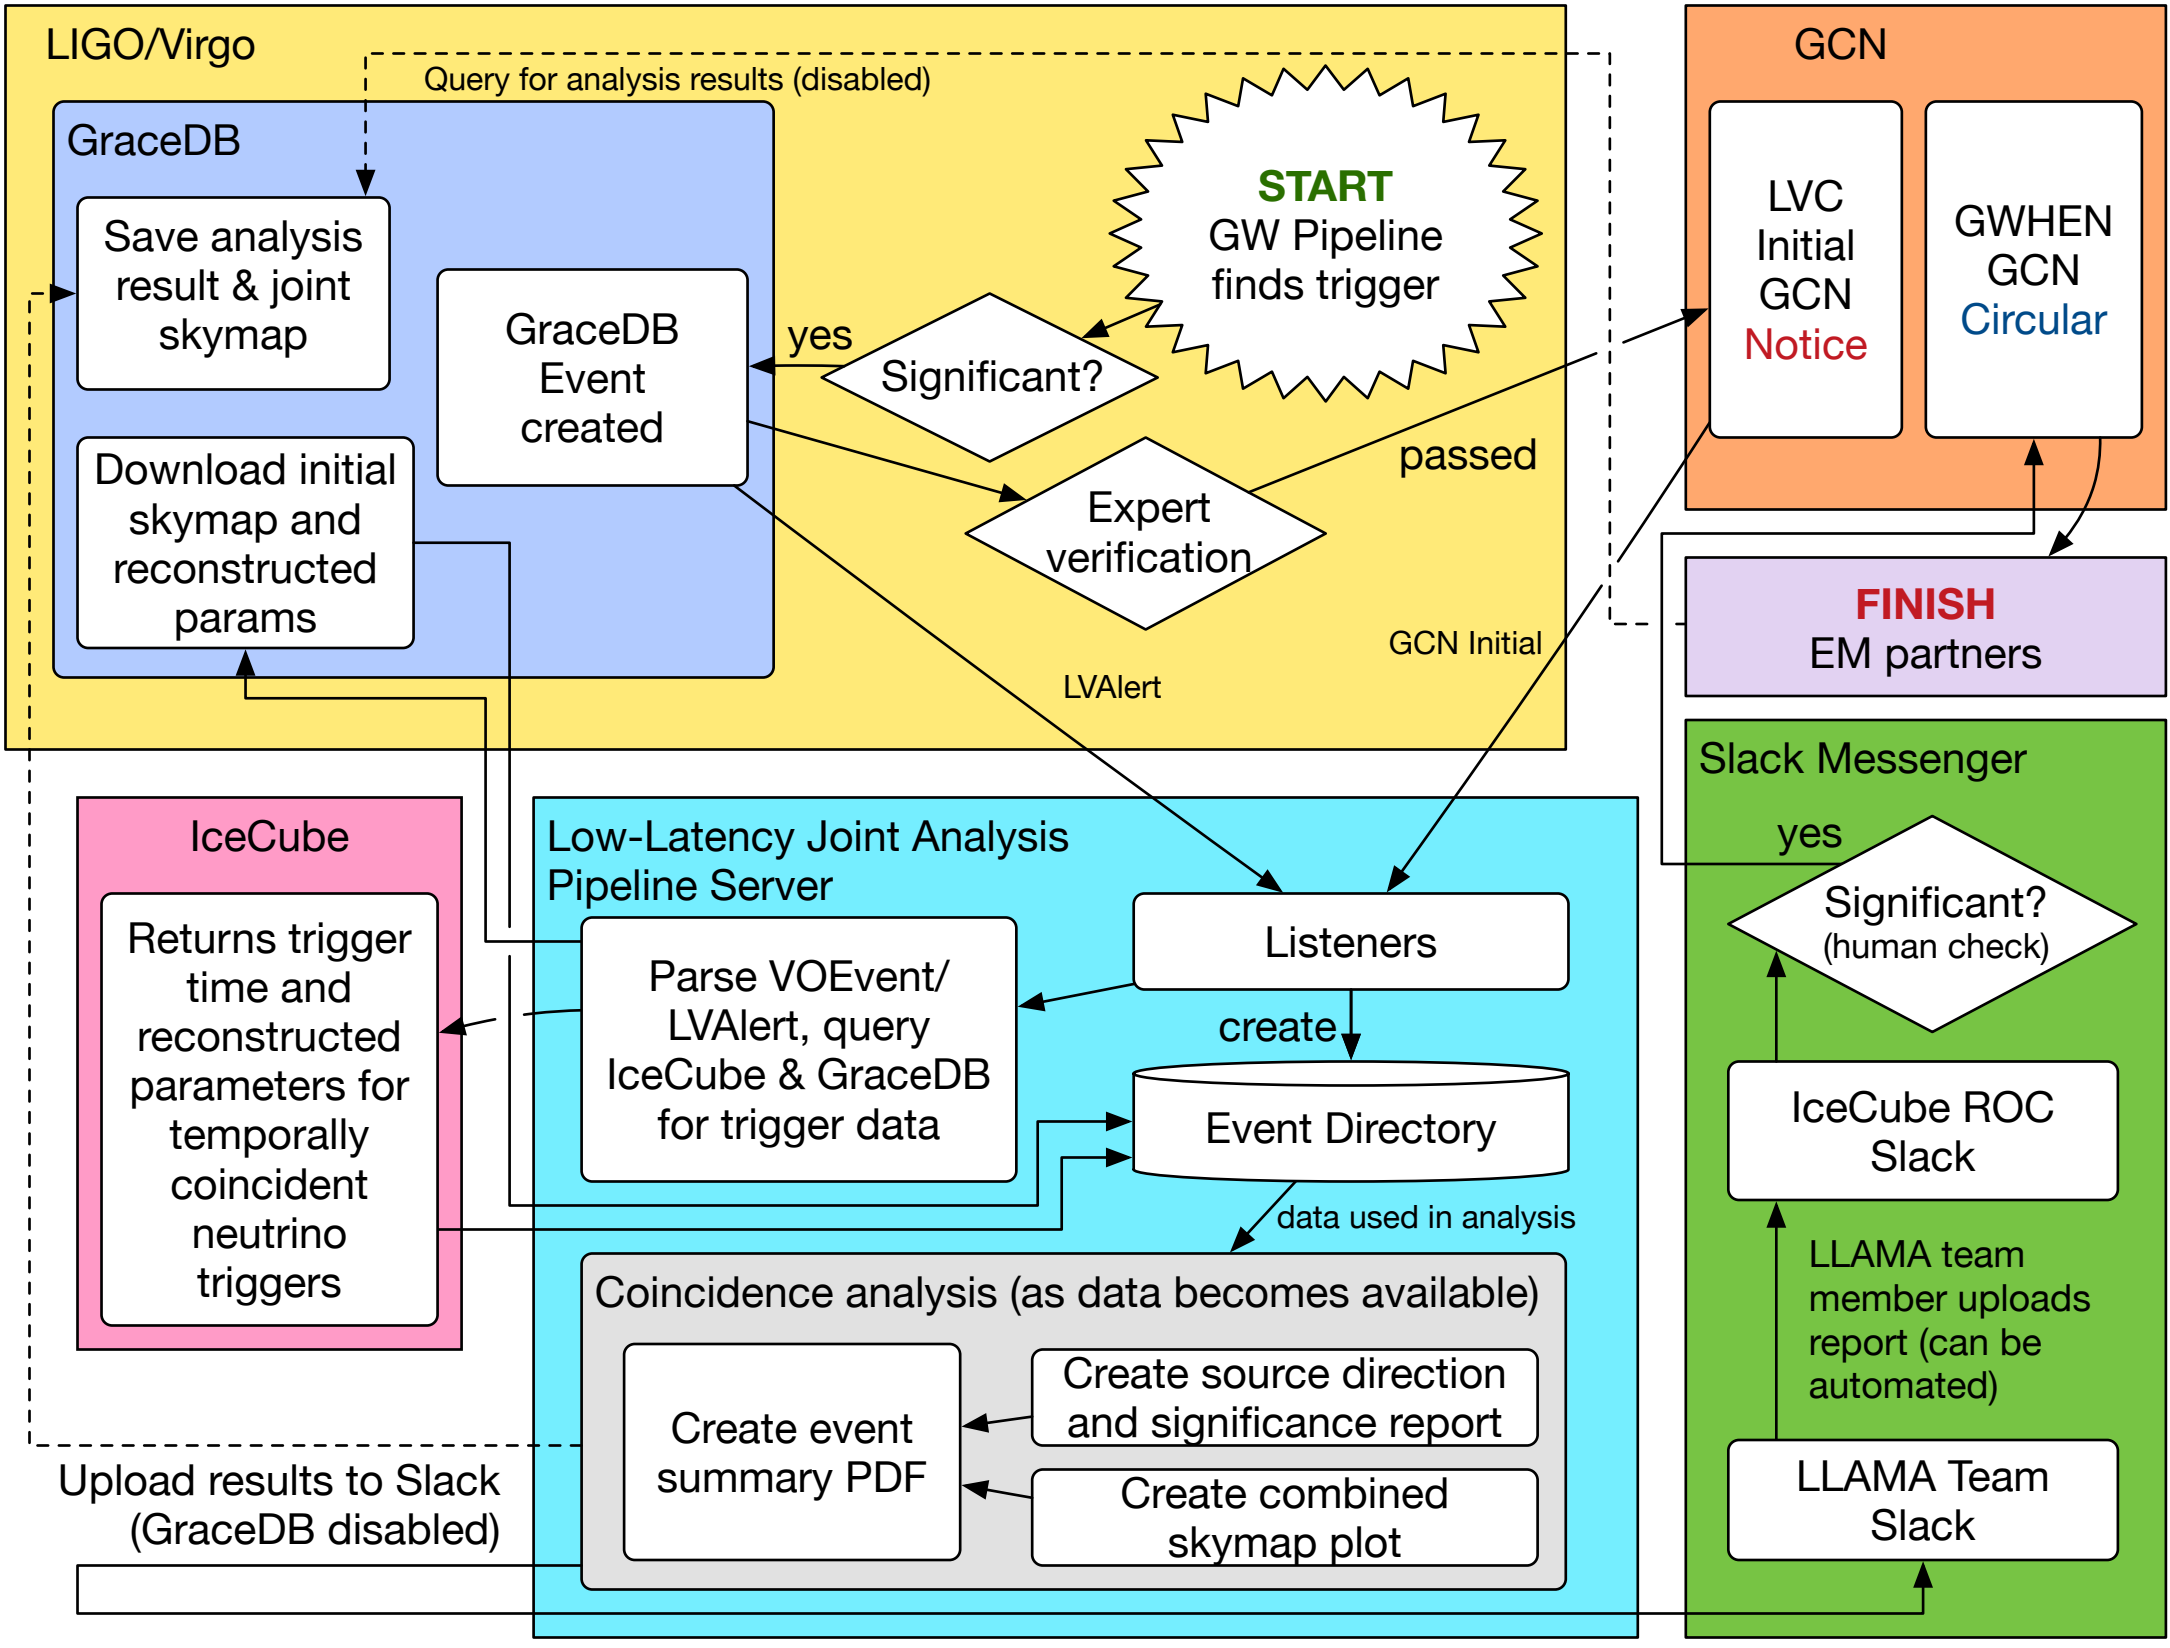 LIGO/Virgo
Query for analysis results (disabled)
GraceDB
Save analysis
result & joint
skymap
GraceDB
Event
created
Download initial
skymap and
reconstructed
params
START
GW Pipeline
finds trigger
yes
Significant?
Expert
verification
passed
LVAlert
GCN Initial
GCN
LVC
Initial
GCN
Notice
GWHEN
GCN
Circular
FINISH
EM partners
IceCube
Returns trigger
time and
reconstructed
parameters for
temporally
coincident
neutrino
triggers
Low-Latency Joint Analysis
Pipeline Server
Listeners
Parse VOEvent/
LVAlert, query
IceCube & GraceDB
for trigger data
create
Event Directory
data used in analysis
Coincidence analysis (as data becomes available)
Create event
summary PDF
Create source direction
and significance report
Create combined
skymap plot
Upload results to Slack
(GraceDB disabled)
Slack Messenger
yes
Significant?
(human check)
IceCube ROC
Slack
LLAMA team
member uploads
report (can be
automated)
LLAMA Team
Slack